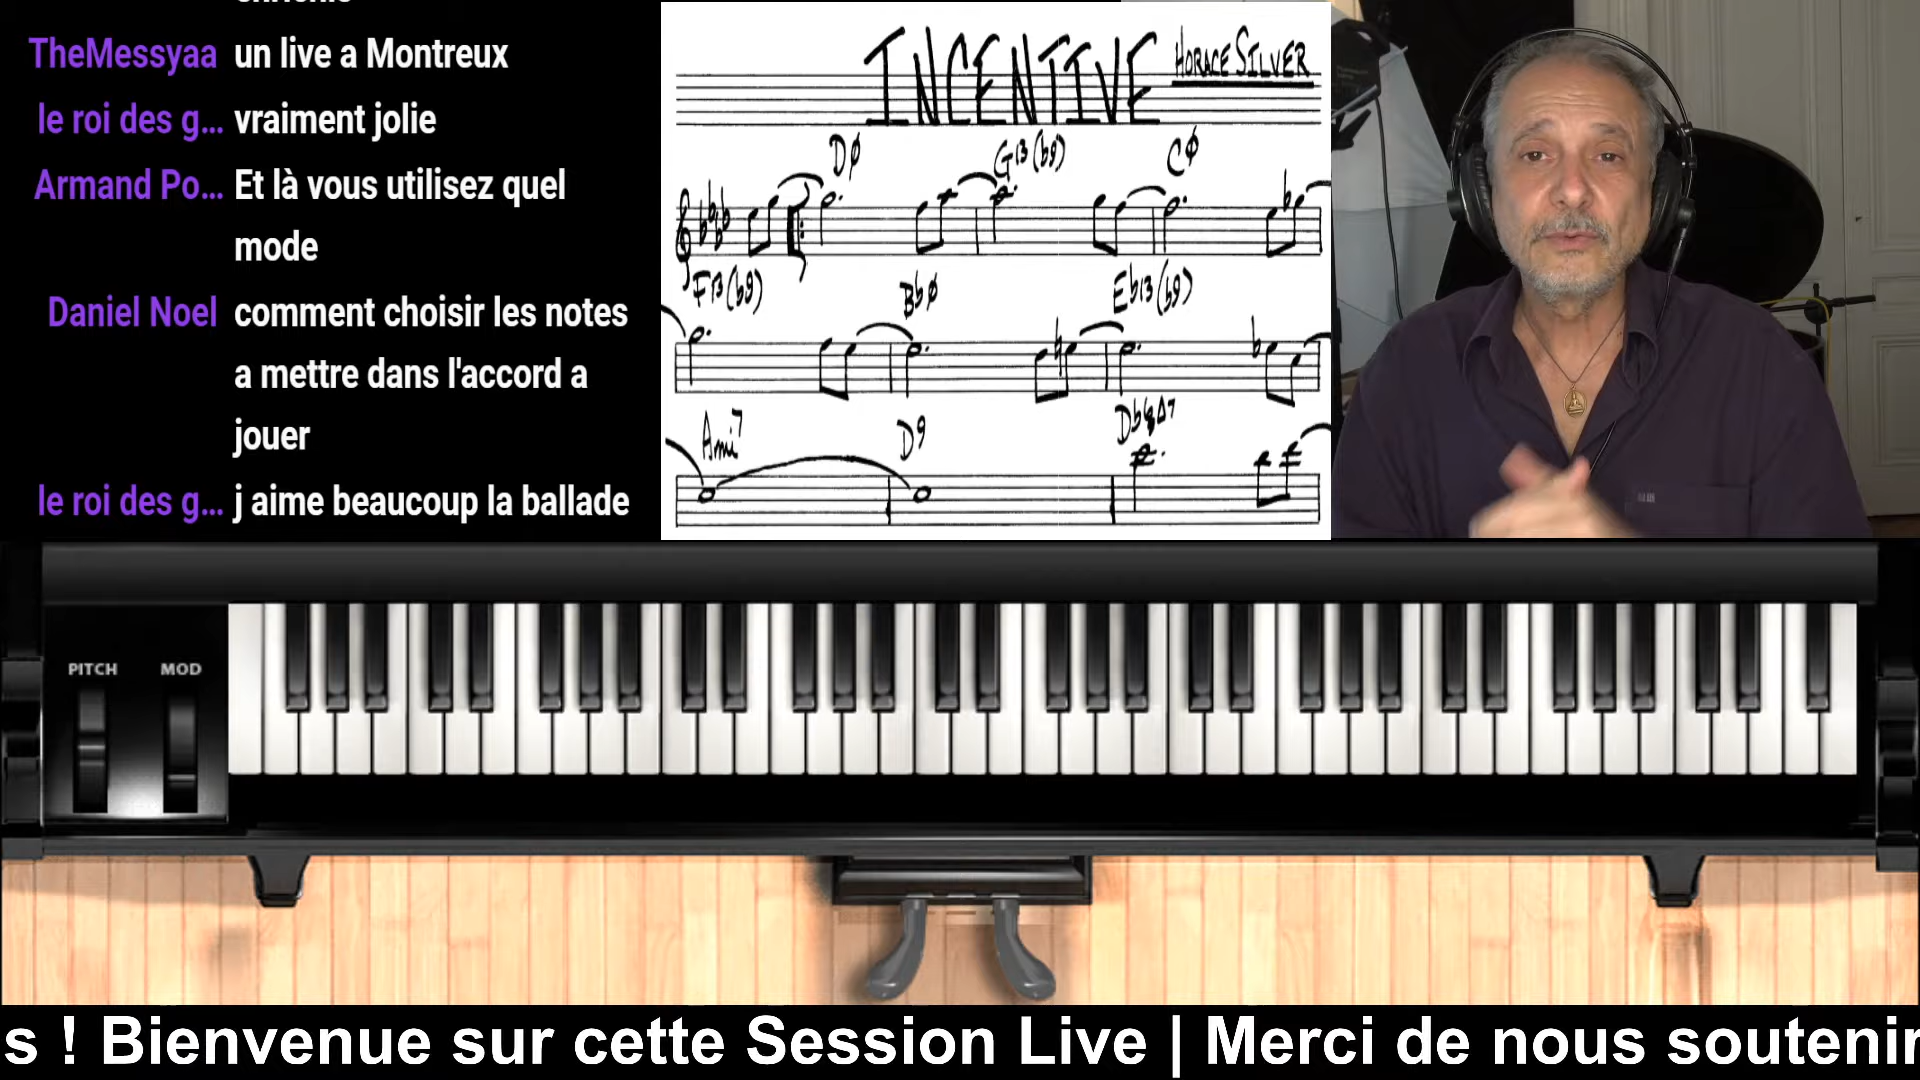 TheMessyaa un live a Montreux
le roi des g... vraiment jolie
Armand Po... Et là vous utilisez quel
mode
Daniel Noel comment choisir les notes
a mettre dans l'accord a
jouer
le roi des g... j aime beaucoup la ballade
INCENTIVE HORACE SILVER
DØ G13(b9) CØ
F13(b9) BbØ Eb13(b9)
Ami7 D9
PITCH MOD
s ! Bienvenue sur cette Session Live | Merci de nous soutenir